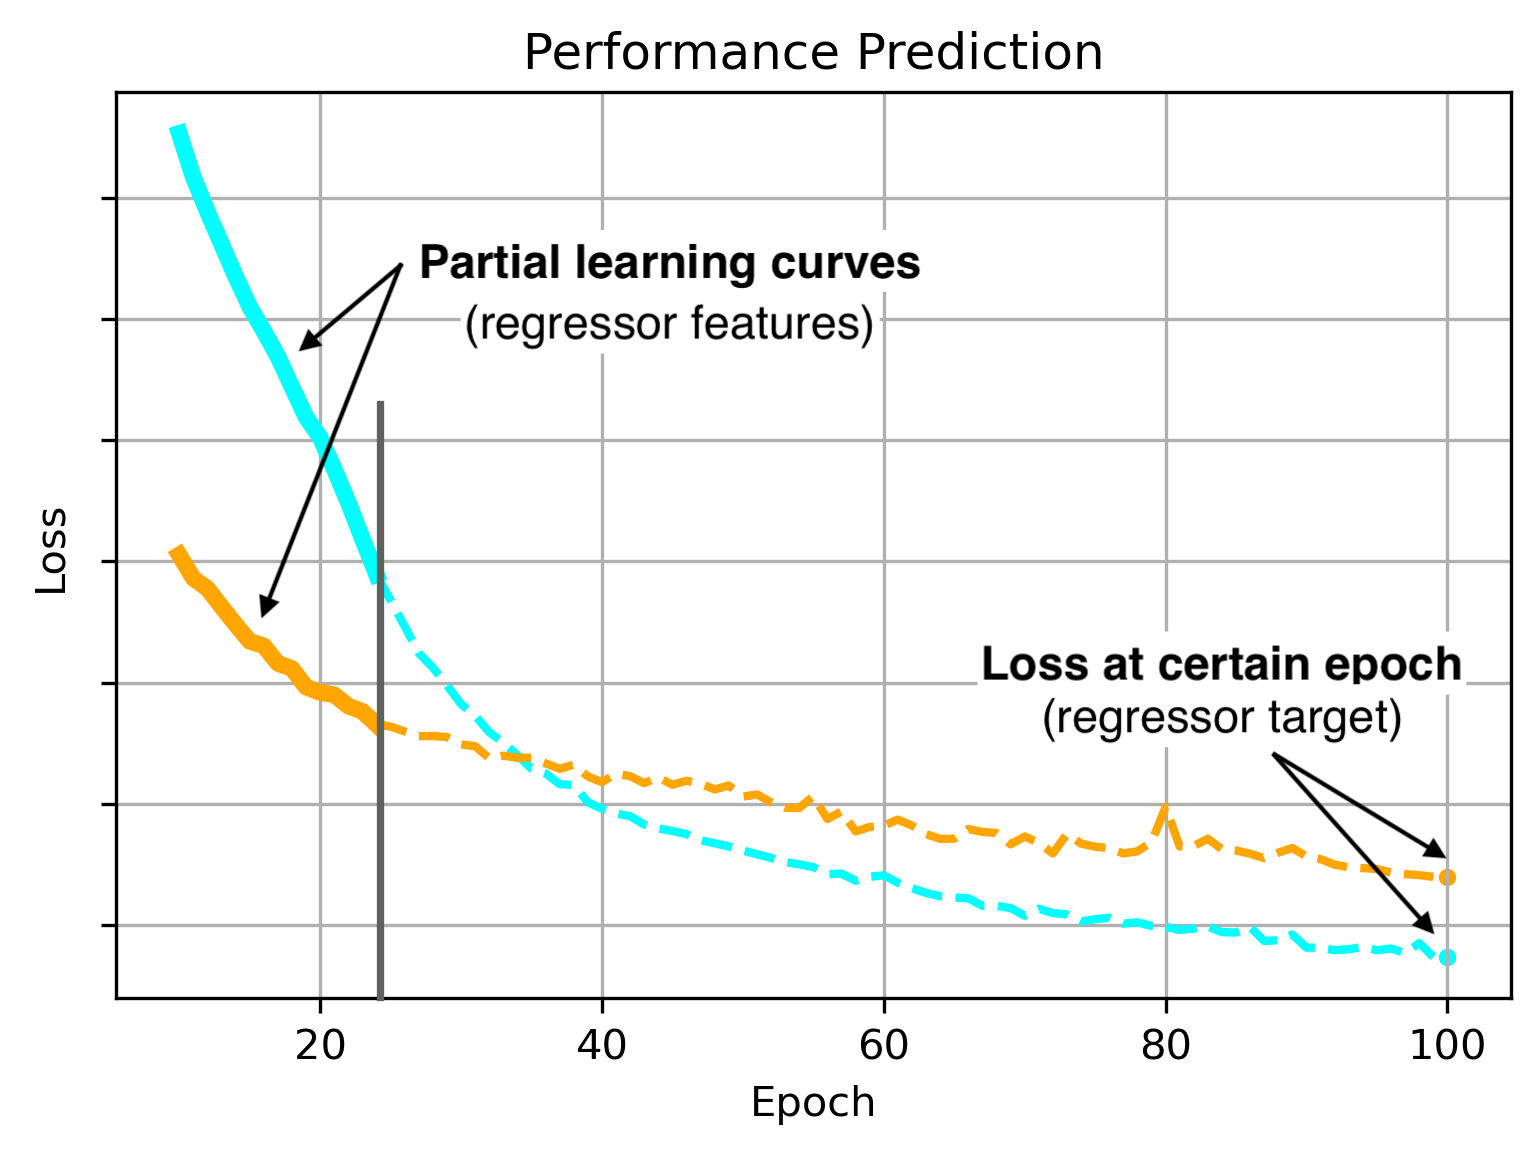 Performance Prediction
Partial learning curves
(regressor features)
Loss
Loss at certain epoch
(regressor target)
20
40
60
80
100
Epoch